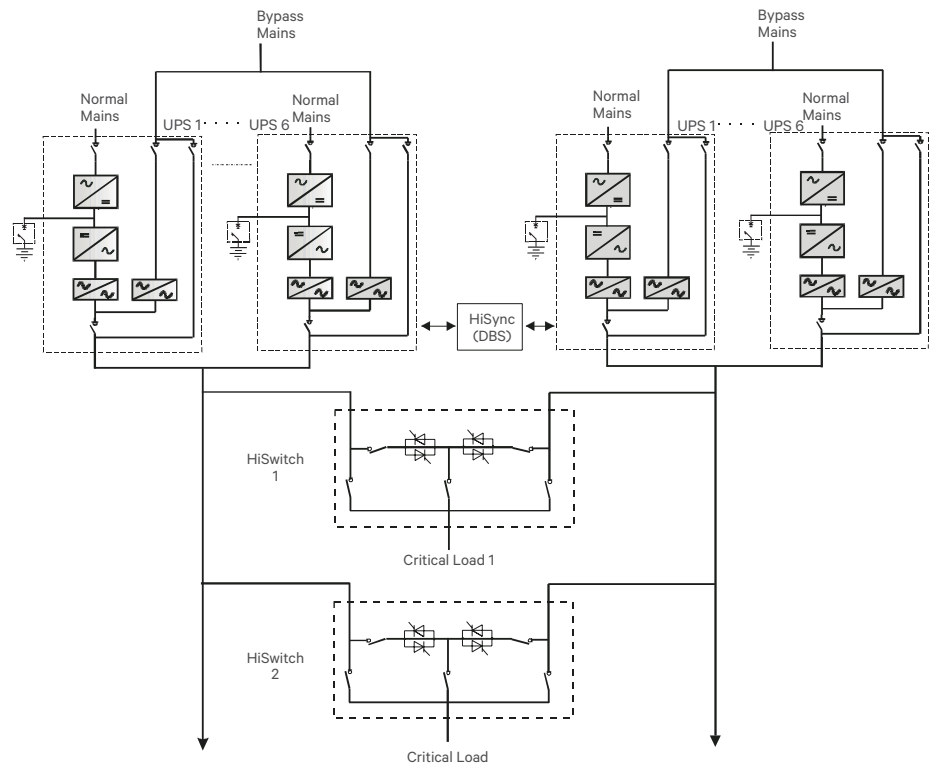 Bypass
Mains
Bypass
Mains
Normal
Mains
UPS 1
UPS 6
Normal
Mains
Normal
Mains
UPS 1
UPS 6
Normal
Mains
HiSync
(DBS)
HiSwitch
1
Critical Load 1
HiSwitch
2
Critical Load